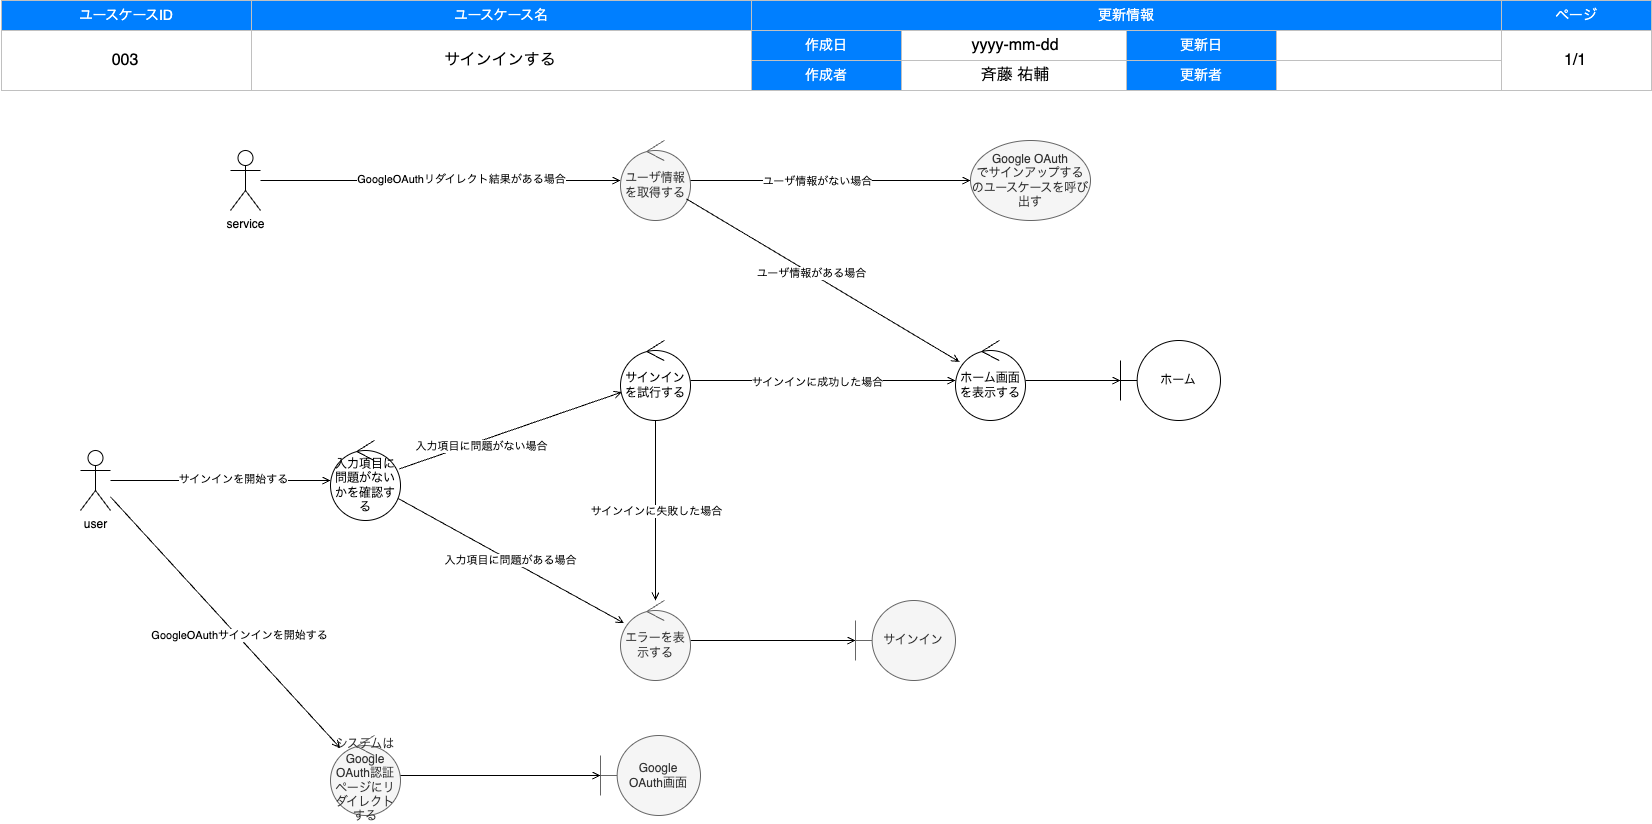 ユースケースID
ユースケース名
更新情報
ページ
003
サインインする
作成日
yyyy-mm-dd
更新日
1/1
作成者
斉藤 祐輔
更新者
service
GoogleOAuthリダイレクト結果がある場合
ユーザ情報
を取得する
ユーザ情報がない場合
Google OAuth
でサインアップする
のユースケースを呼び
出す
ユーザ情報がある場合
サインイン
を試行する
サインインに成功した場合
ホーム画面
を表示する
ホーム
入力項目に問題がない場合
user
サインインを開始する
入力項目に
問題がない
かを確認す
る
サインインに失敗した場合
入力項目に問題がある場合
エラーを表
示する
サインイン
GoogleOAuthサインインを開始する
システムは
Google
OAuth認証
ページにリ
ダイレクト
する
Google
OAuth画面